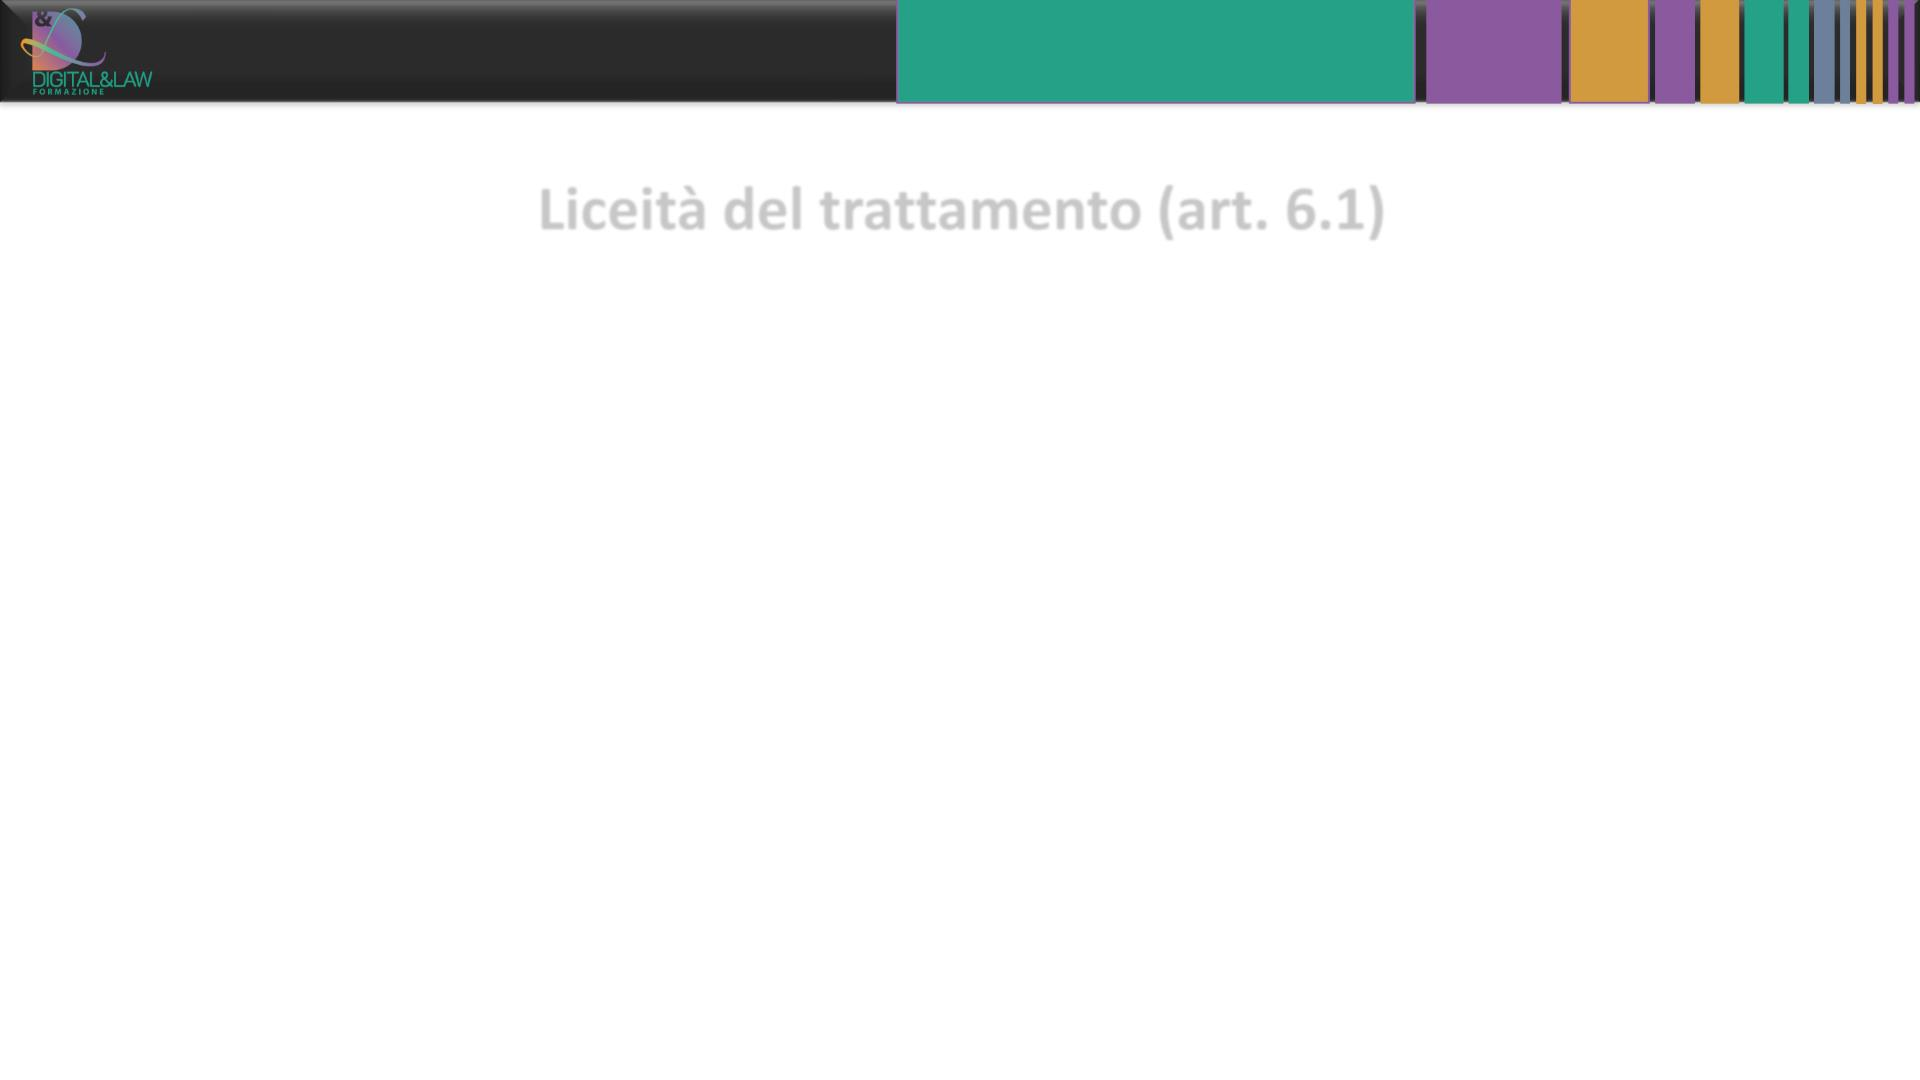 &
DIGITAL&LAW
FORMAZIONE
Liceità del trattamento (art. 6.1)